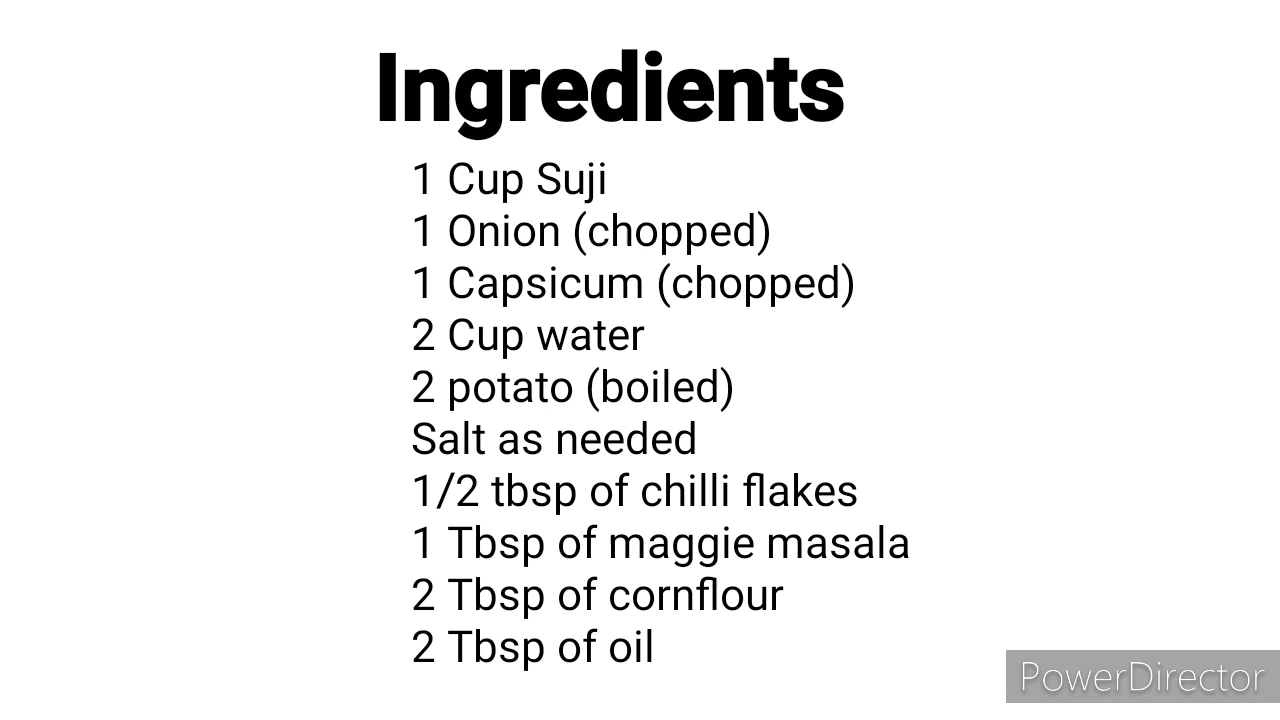 Ingredients
1 Cup Suji
1 Onion (chopped)
1 Capsicum (chopped)
2 Cup water
2 potato (boiled)
Salt as needed
1/2 tbsp of chilli flakes
1 Tbsp of maggie masala
2 Tbsp of cornflour
2 Tbsp of oil
PowerDirector